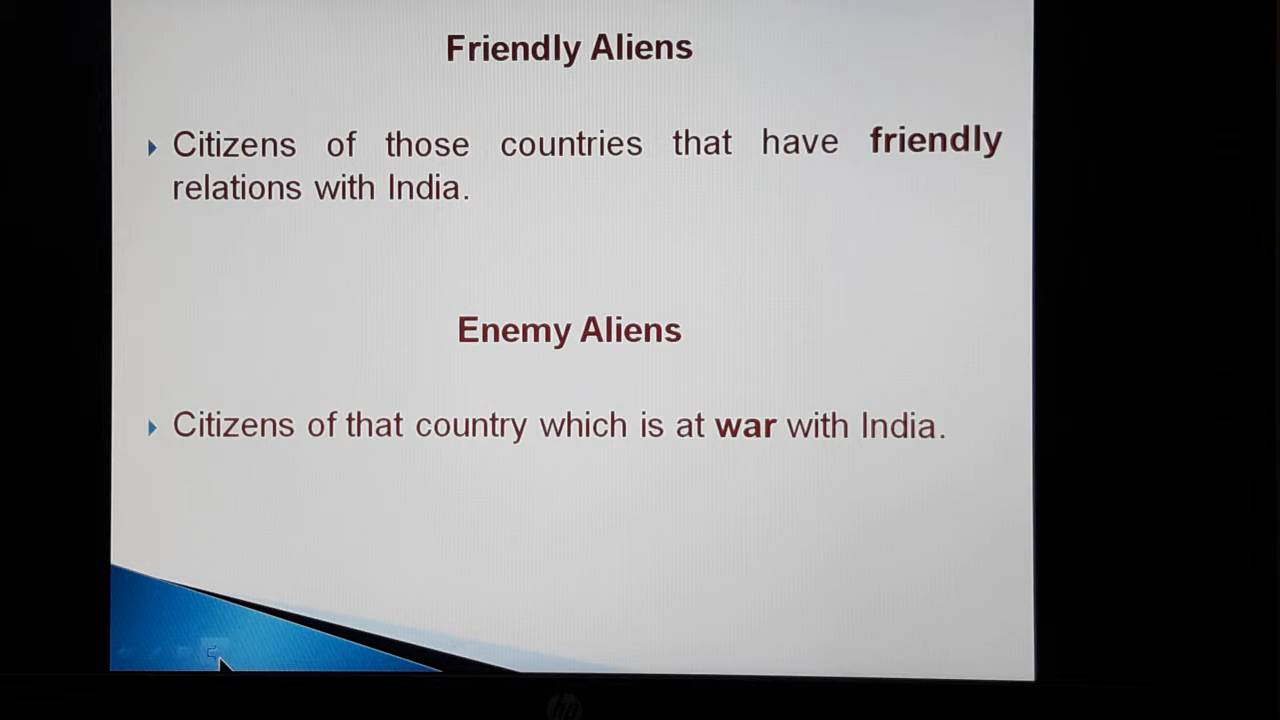 Friendly Aliens
Citizens of those countries that have friendly
relations with India.
Enemy Aliens
Citizens of that country which is at war with India.
hp